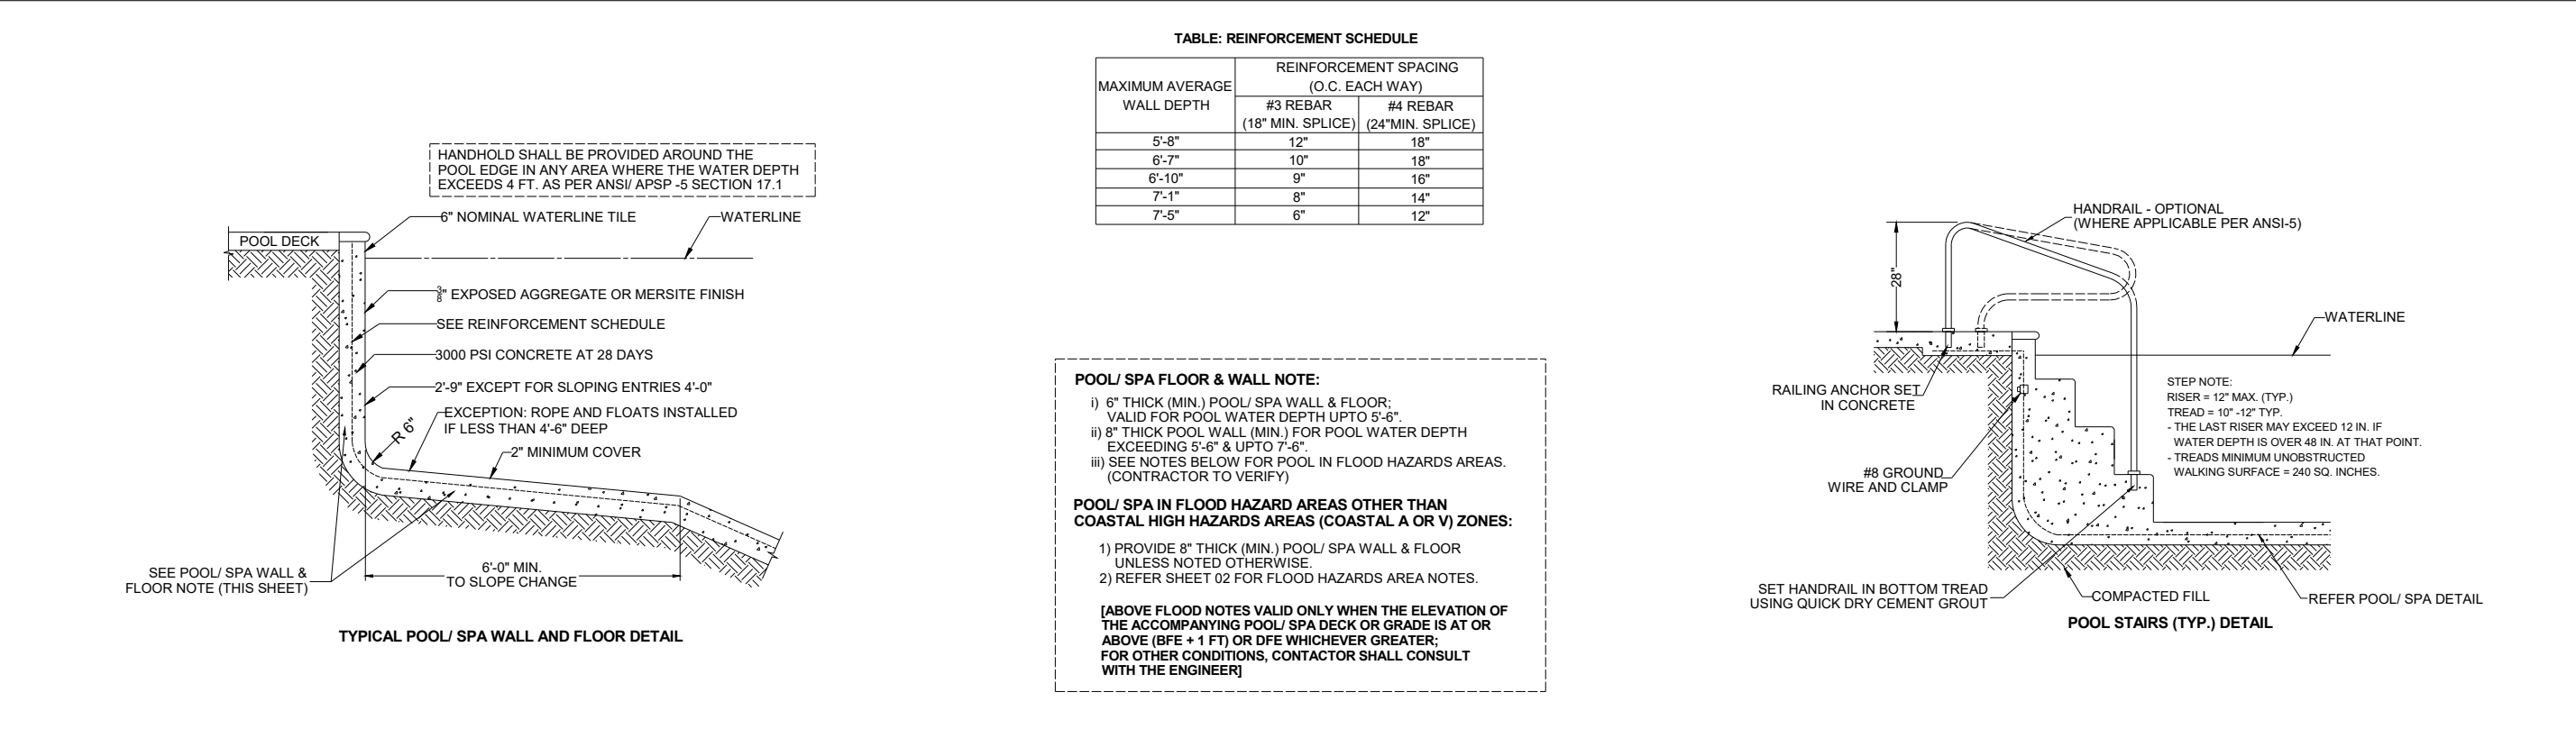 HANDHOLD SHALL BE PROVIDED AROUND THE
POOL EDGE IN ANY AREA WHERE THE WATER DEPTH
EXCEEDS 4 FT. AS PER ANSI/ APSP -5 SECTION 17.1
6" NOMINAL WATERLINE TILE
WATERLINE
POOL DECK
3/8" EXPOSED AGGREGATE OR MERSITE FINISH
SEE REINFORCEMENT SCHEDULE
3000 PSI CONCRETE AT 28 DAYS
2'-9" EXCEPT FOR SLOPING ENTRIES 4'-0"
EXCEPTION: ROPE AND FLOATS INSTALLED
IF LESS THAN 4'-6" DEEP
R 6"
2" MINIMUM COVER
6'-0" MIN.
TO SLOPE CHANGE
SEE POOL/ SPA WALL &
FLOOR NOTE (THIS SHEET)
TYPICAL POOL/ SPA WALL AND FLOOR DETAIL
TABLE: REINFORCEMENT SCHEDULE
MAXIMUM AVERAGE
WALL DEPTH
REINFORCEMENT SPACING
(O.C. EACH WAY)
#3 REBAR
(18" MIN. SPLICE)
#4 REBAR
(24"MIN. SPLICE)
5'-8" 12" 18"
6'-7" 10" 18"
6'-10" 9" 16"
7'-1" 8" 14"
7'-5" 6" 12"
POOL/ SPA FLOOR & WALL NOTE:
i) 6" THICK (MIN.) POOL/ SPA WALL & FLOOR;
VALID FOR POOL WATER DEPTH UPTO 5'-6".
ii) 8" THICK POOL WALL (MIN.) FOR POOL WATER DEPTH
EXCEEDING 5'-6" & UPTO 7'-6".
iii) SEE NOTES BELOW FOR POOL IN FLOOD HAZARDS AREAS.
(CONTRACTOR TO VERIFY)
POOL/ SPA IN FLOOD HAZARD AREAS OTHER THAN
COASTAL HIGH HAZARDS AREAS (COASTAL A OR V) ZONES:
1) PROVIDE 8" THICK (MIN.) POOL/ SPA WALL & FLOOR
UNLESS NOTED OTHERWISE.
2) REFER SHEET 02 FOR FLOOD HAZARDS AREA NOTES.
[ABOVE FLOOD NOTES VALID ONLY WHEN THE ELEVATION OF
THE ACCOMPANYING POOL/ SPA DECK OR GRADE IS AT OR
ABOVE (BFE + 1 FT) OR DFE WHICHEVER GREATER;
FOR OTHER CONDITIONS, CONTACTOR SHALL CONSULT
WITH THE ENGINEER]
HANDRAIL - OPTIONAL
(WHERE APPLICABLE PER ANSI-5)
28"
WATERLINE
RAILING ANCHOR SET
IN CONCRETE
STEP NOTE:
RISER = 12" MAX. (TYP.)
TREAD = 10" -12" TYP.
- THE LAST RISER MAY EXCEED 12 IN. IF
WATER DEPTH IS OVER 48 IN. AT THAT POINT.
- TREADS MINIMUM UNOBSTRUCTED
WALKING SURFACE = 240 SQ. INCHES.
#8 GROUND
WIRE AND CLAMP
SET HANDRAIL IN BOTTOM TREAD
USING QUICK DRY CEMENT GROUT
COMPACTED FILL
REFER POOL/ SPA DETAIL
POOL STAIRS (TYP.) DETAIL